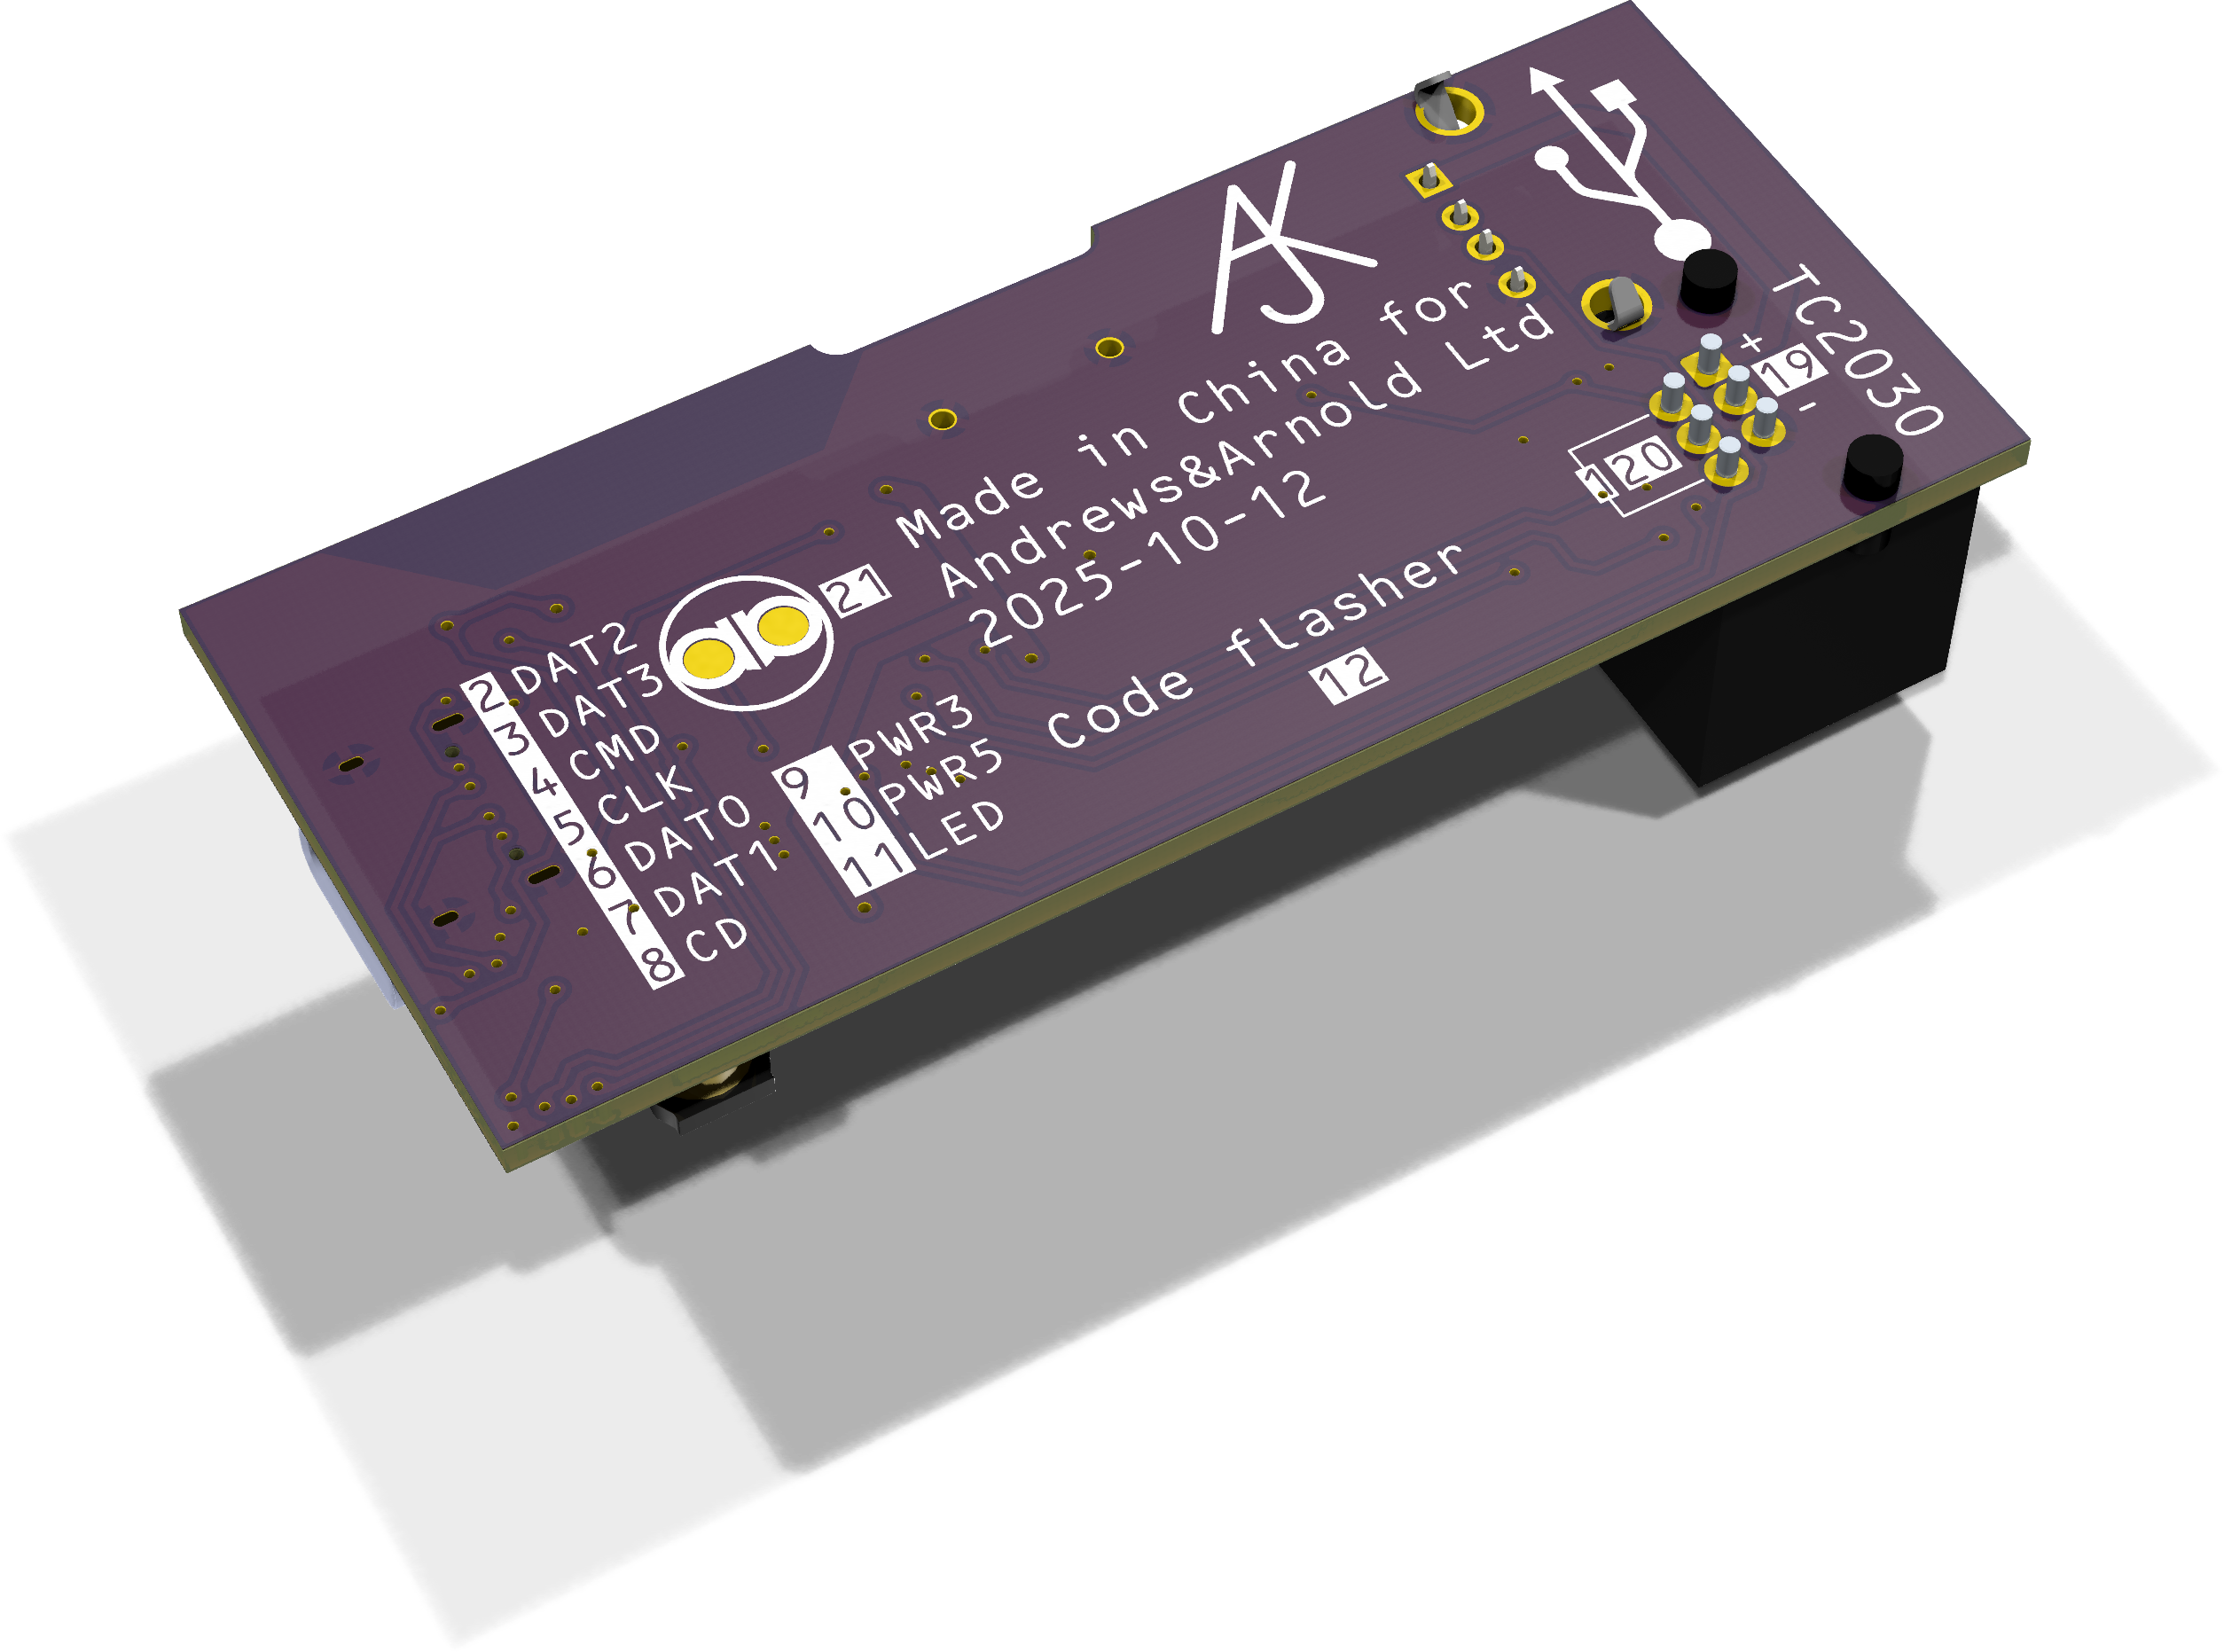 AJK
TC2030
+
19
-
1
20
Made in China for
Andrews&Arnold Ltd
2025-10-12
21
Code flasher
12
2 DAT2
3 DAT3
4 CMD
5 CLK
6 DAT0
7 DAT1
8 CD
9 PWR3
10 PWR5
11 LED